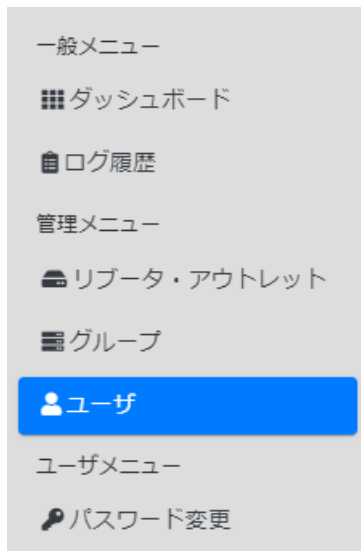 一般メニュー
ダッシュボード
ログ履歴
管理メニュー
リブータ・アウトレット
グループ
ユーザ
ユーザメニュー
パスワード変更